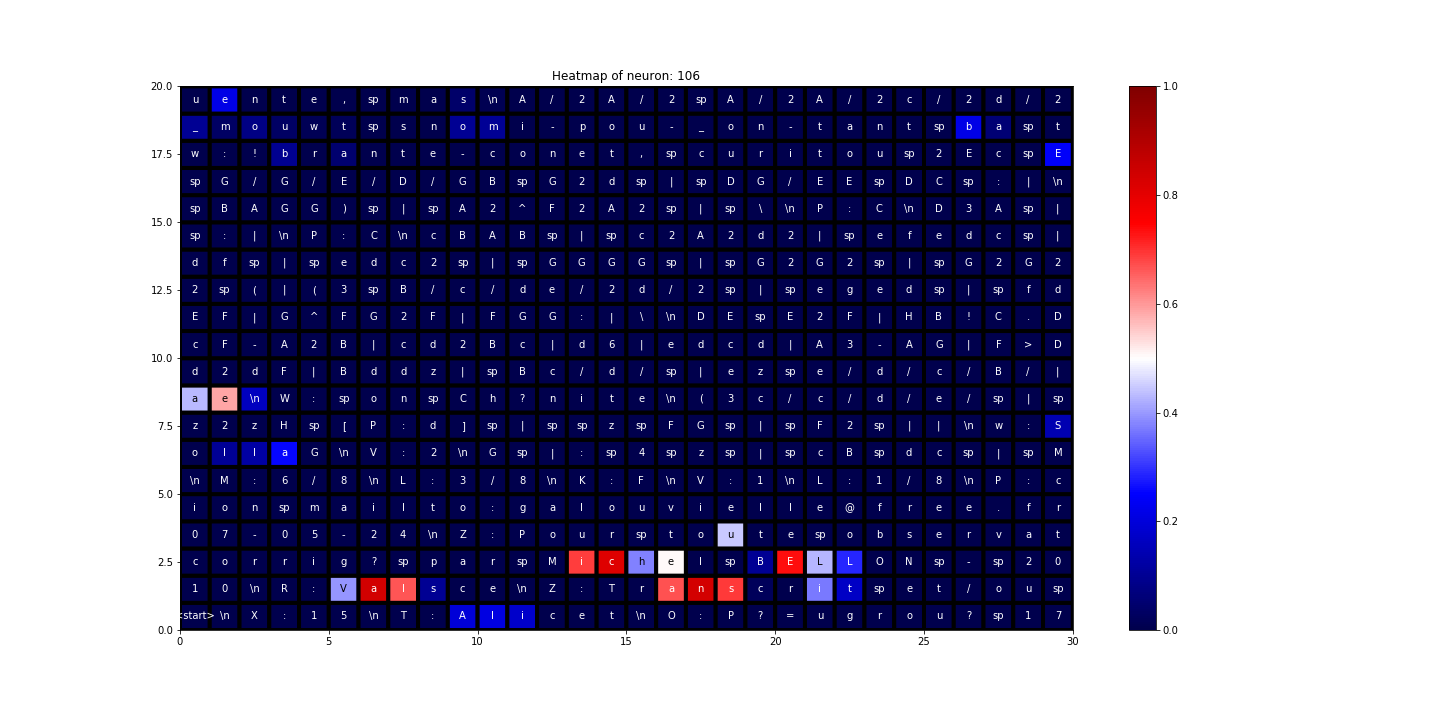 Heatmap of neuron: 106
20.0 u e n t e , sp m a s \n A / 2 A / 2 sp A / 2 A / 2 c / 2 d / 2 1.0
_ m o u w t sp s n o m i - p o u - _ o n - t a n t sp b a sp t
17.5 w : ! b r a n t e - c o n e t , sp c u r i t o u sp 2 E c sp E
sp G / G / E / D / G B sp G 2 d sp | sp D G / E E sp D C sp : | \n
15.0 sp B A G G ) sp | sp A 2 ^ F 2 A 2 sp | sp \ \n P : C \n D 3 A sp | 0.8
sp : | \n P : C \n c B A B sp | sp c 2 A 2 d 2 | sp e f e d c sp |
d f sp | sp e d c 2 sp | sp G G G G sp | sp G 2 G 2 sp | sp G 2 G 2
12.5 2 sp ( | ( 3 sp B / c / d e / 2 d / 2 sp | sp e g e d sp | sp f d 0.6
E F | G ^ F G 2 F | F G G : | \ \n D E sp E 2 F | H B ! C . D
10.0 c F - A 2 B | c d 2 B c | d 6 | e d c d | A 3 - A G | F > D
d 2 d F | B d d z | sp B c / d / sp | e z sp e / d / c / B / |
a e \n W : sp o n sp C h ? n i t e \n ( 3 c / c / d / e / sp | sp 0.4
7.5 z 2 z H sp [ P : d ] sp | sp sp z sp F G sp | sp F 2 sp | | \n w : S
o l l a G \n V : 2 \n G sp | : sp 4 sp z sp | sp c B sp d c sp | sp M
5.0 \n M : 6 / 8 \n L : 3 / 8 \n K : F \n V : 1 \n L : 1 / 8 \n P : c
i o n sp m a i l t o : g a l o u v i e l l e @ f r e e . f r 0.2
0 7 - 0 5 - 2 4 \n Z : P o u r sp t o u t e sp o b s e r v a t
2.5 c o r r i g ? sp p a r sp M i c h e l sp B E L L O N sp - sp 2 0
1 0 \n R : V a l s c e \n Z : T r a n s c r i t sp e t / o u sp
0.0 <start> \n X : 1 5 \n T : A l i c e t \n O : P ? = u g r o u ? sp 1 7 0.0
0 5 10 15 20 25 30